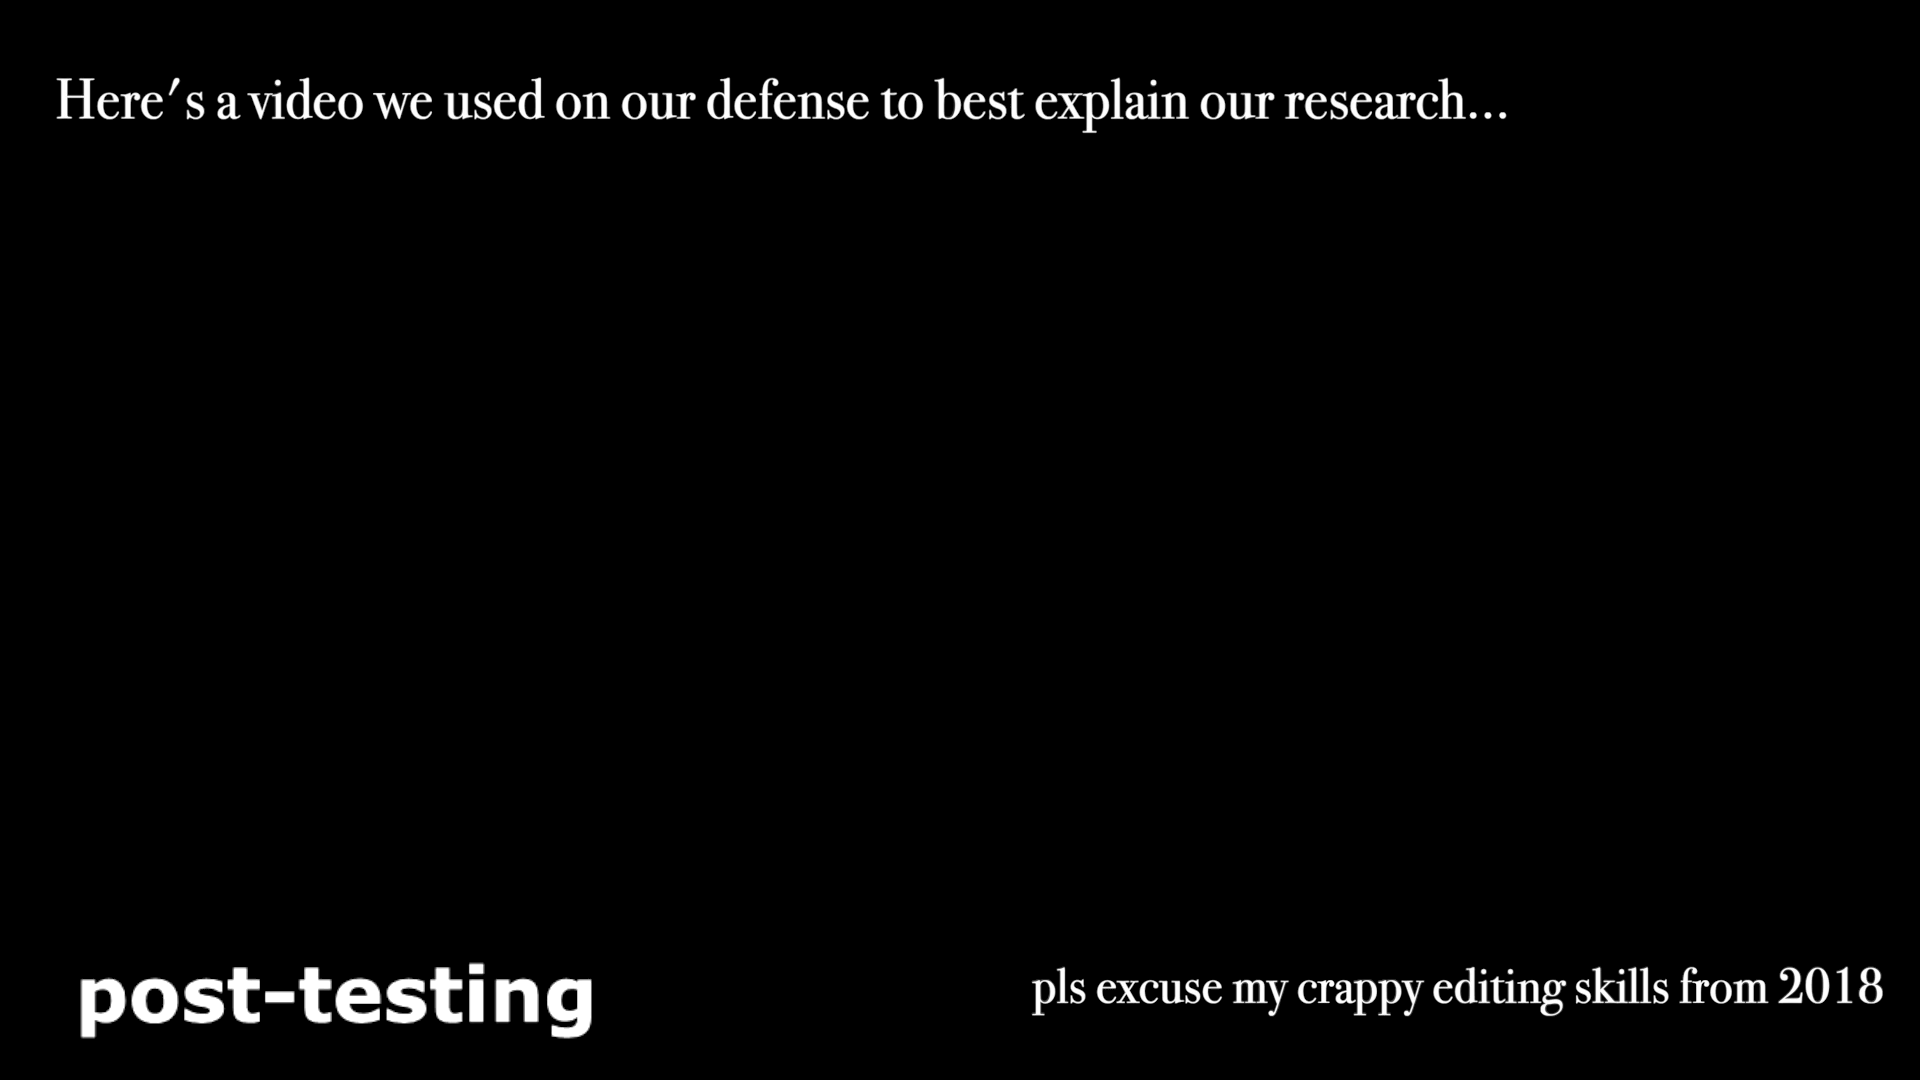 Here's a video we used on our defense to best explain our research...
post-testing
pls excuse my crappy editing skills from 2018